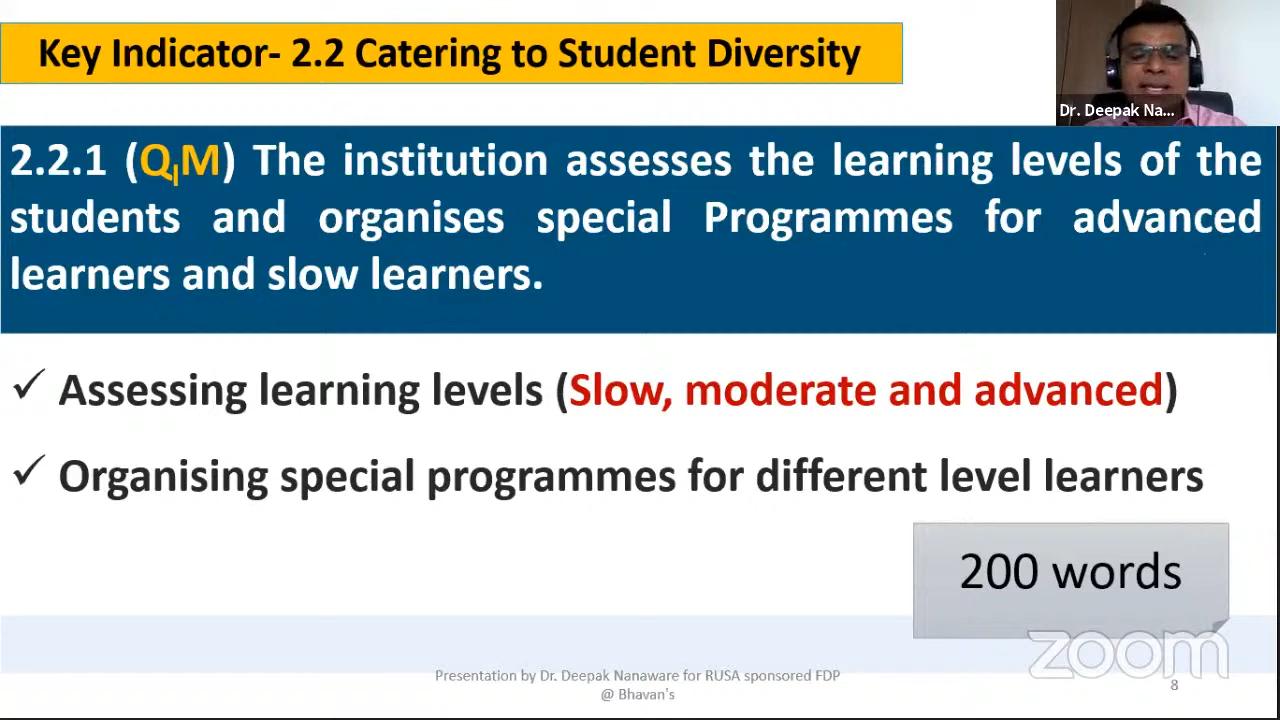 Key Indicator- 2.2 Catering to Student Diversity
Dr. Deepak Na...
2.2.1 (QlM) The institution assesses the learning levels of the
students and organises special Programmes for advanced
learners and slow learners.
✓ Assessing learning levels (Slow, moderate and advanced)
✓ Organising special programmes for different level learners
200 words
zoom
Presentation by Dr. Deepak Nanaware for RUSA sponsored FDP
@ Bhavan's
8